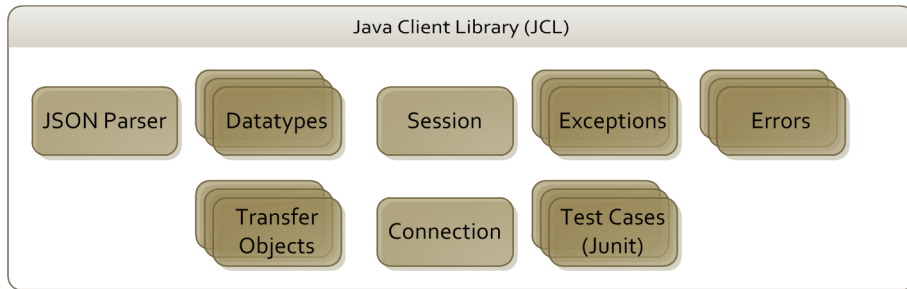 Java Client Library (JCL)
JSON Parser
Datatypes
Session
Exceptions
Errors
Transfer
Objects
Connection
Test Cases
(Junit)